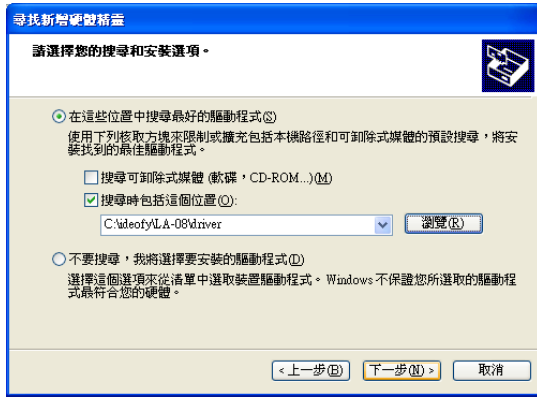 尋找新增硬體精靈
請選擇您的搜尋和安裝選項。
在這些位置中搜尋最好的驅動程式(S)
使用下列核取方塊來限制或擴充包括本機路徑和可卸除式媒體的預設搜尋，將安
裝找到的最佳驅動程式。
搜尋可卸除式媒體 (軟碟，CD-ROM...)(M)
搜尋時包括這個位置(O):
C:\ideofy\LA-08\driver
瀏覽(R)
不要搜尋，我將選擇要安裝的驅動程式(D)
選擇這個選項來從清單中選取裝置驅動程式。Windows 不保證您所選取的驅動程
式最符合您的硬體。
< 上一步(B) 下一步(N) > 取消